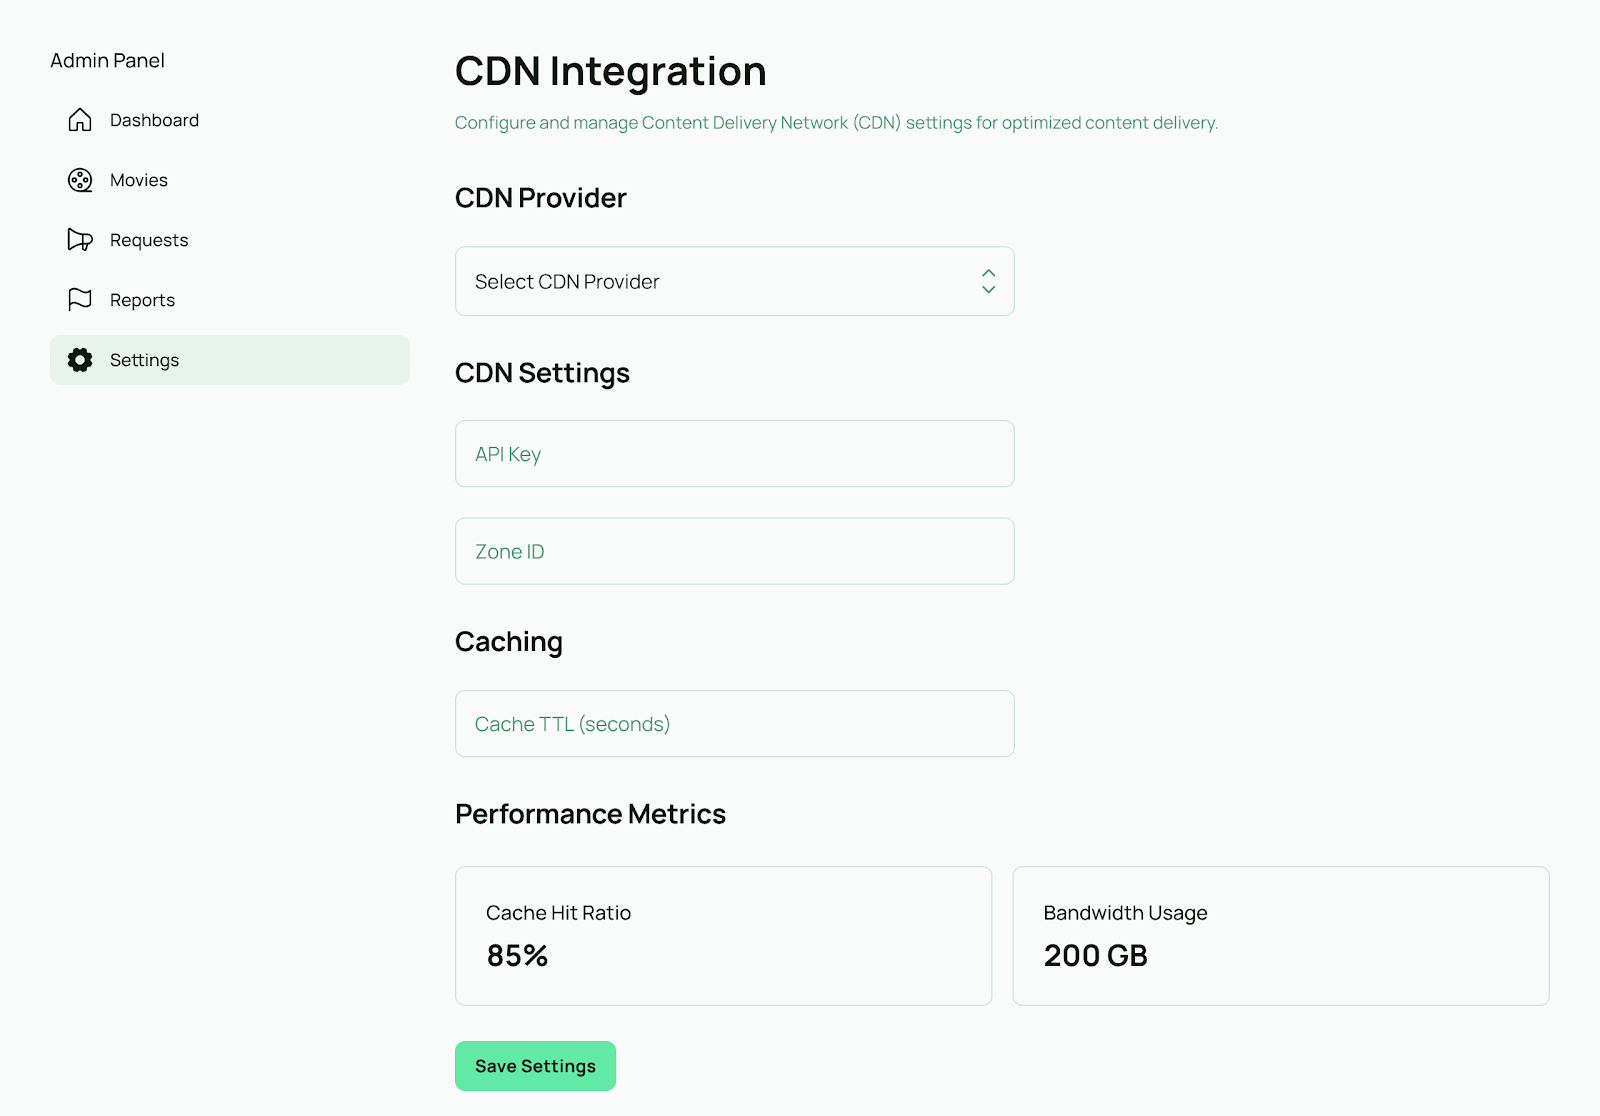 Admin Panel
Dashboard
Movies
Requests
Reports
Settings
CDN Integration
Configure and manage Content Delivery Network (CDN) settings for optimized content delivery.
CDN Provider
Select CDN Provider
CDN Settings
API Key
Zone ID
Caching
Cache TTL (seconds)
Performance Metrics
Cache Hit Ratio
85%
Bandwidth Usage
200 GB
Save Settings